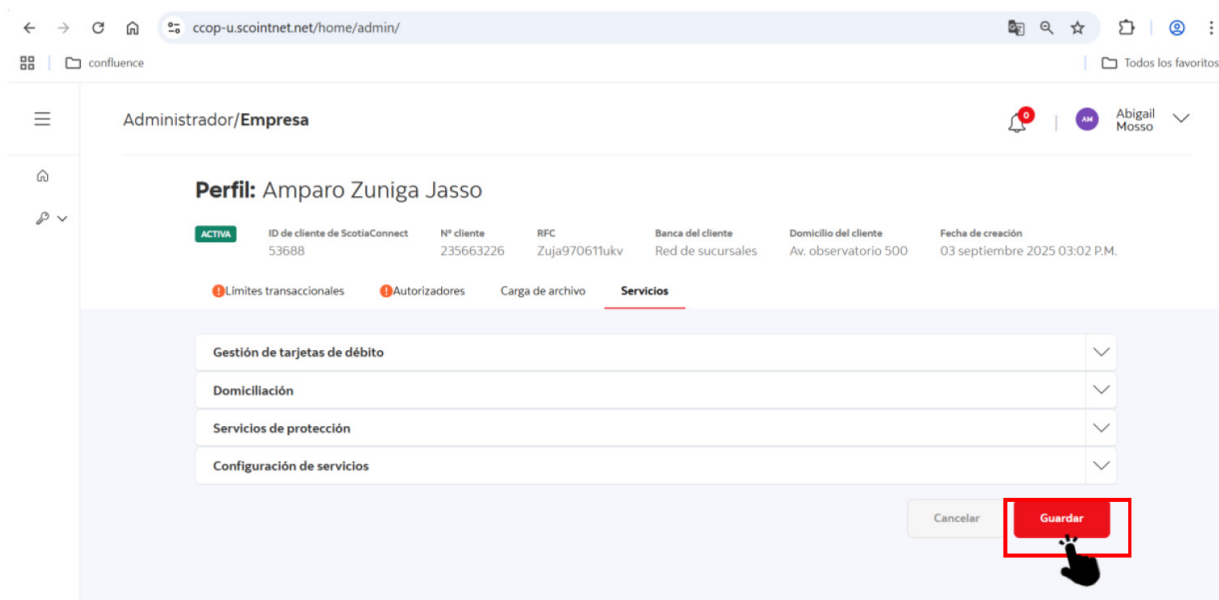 ccop-u.scointnet.net/home/admin/
confluence
Todos los favoritos
Administrador/Empresa
0
AM
Abigail
Mosso
Perfil: Amparo Zuniga Jasso
ACTIVA
ID de cliente de ScotiaConnect
53688
N° cliente
235663226
RFC
Zuja970611ukv
Banca del cliente
Red de sucursales
Domicilio del cliente
Av. observatorio 500
Fecha de creación
03 septiembre 2025 03:02 P.M.
Límites transaccionales
Autorizadores
Carga de archivo
Servicios
Gestión de tarjetas de débito
Domiciliación
Servicios de protección
Configuración de servicios
Cancelar
Guardar